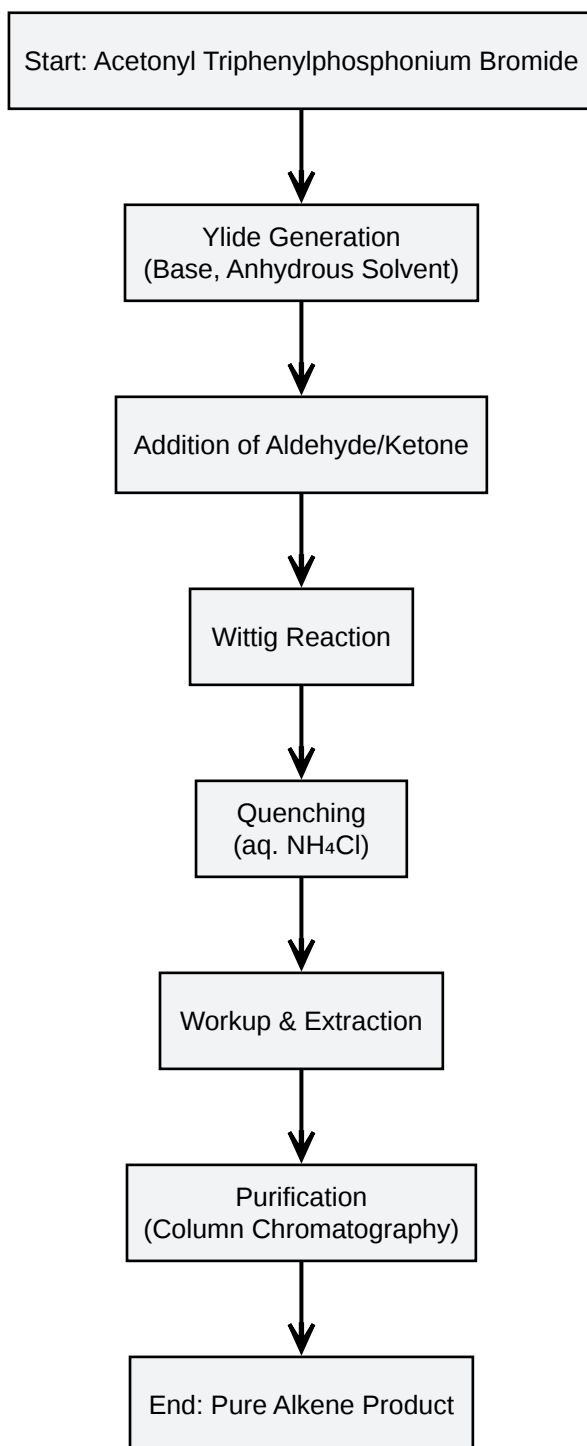 Start: Acetonyl Triphenylphosphonium Bromide
Ylide Generation
(Base, Anhydrous Solvent)
Addition of Aldehyde/Ketone
Wittig Reaction
Quenching
(aq. NH₄Cl)
Workup & Extraction
Purification
(Column Chromatography)
End: Pure Alkene Product